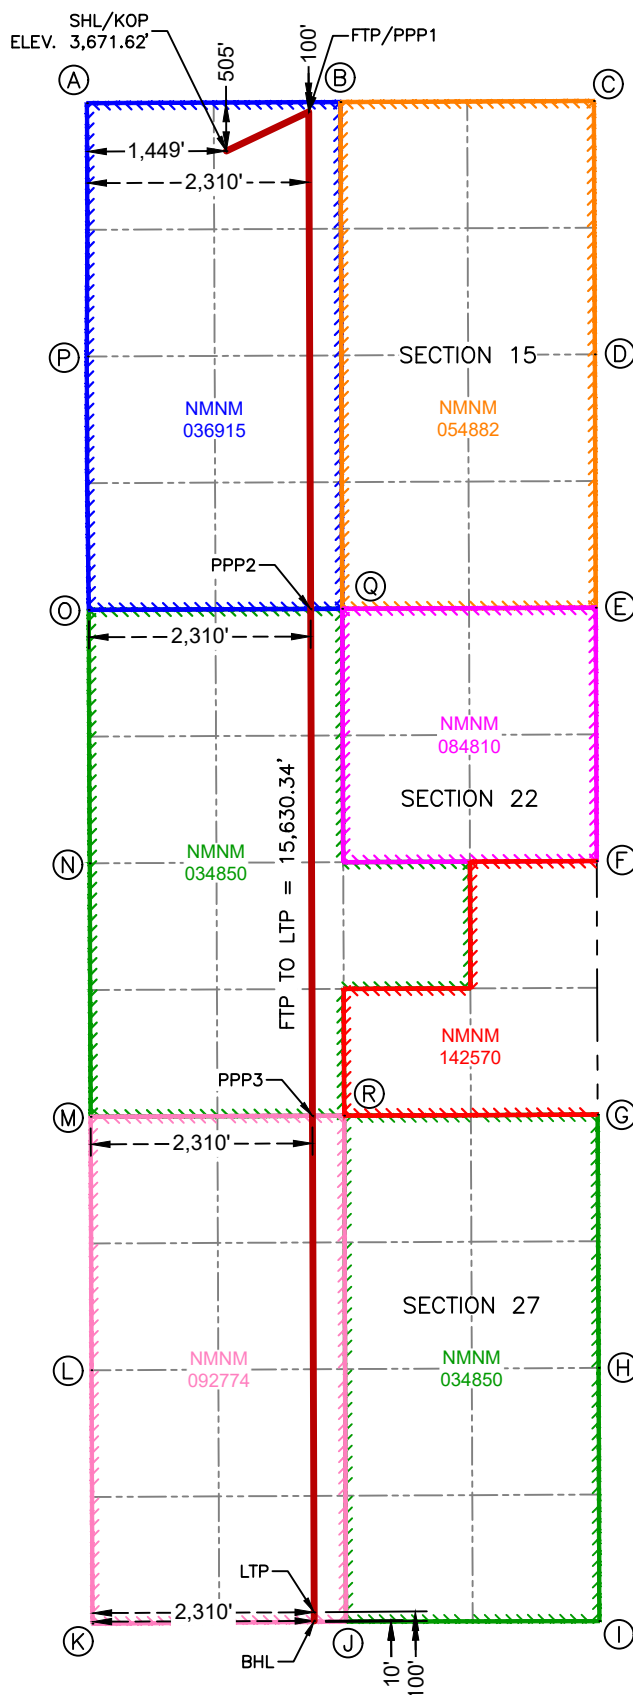 SHL/KOP
ELEV. 3,671.62'
505'
100'
FTP/PPP1
A
B
C
1,449'
2,310'
P
SECTION 15
D
NMNM
036915
NMNM
054882
PPP2
O
Q
E
2,310'
NMNM
084810
SECTION 22
FTP TO LTP = 15,630.34'
N
NMNM
034850
F
NMNM
142570
PPP3
M
R
G
2,310'
SECTION 27
L
NMNM
092774
NMNM
034850
H
LTP
2,310'
K
BHL
J
10'
100'
I